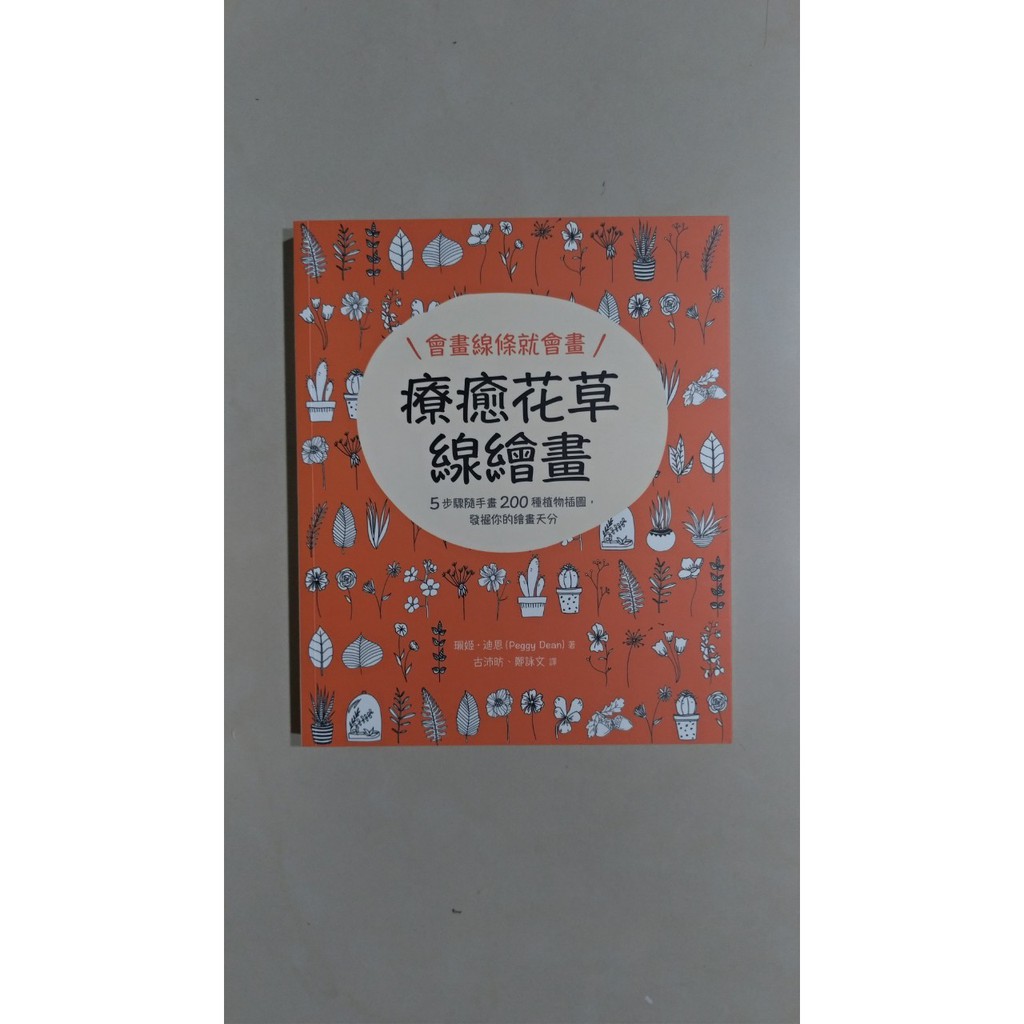 會畫線條就會畫
療癒花草
線繪畫
5步驟隨手畫200種植物插圖，
發掘你的繪畫天分
珮姬·迪恩(Peggy Dean) 著
古沛昕、鄭詠文 譯